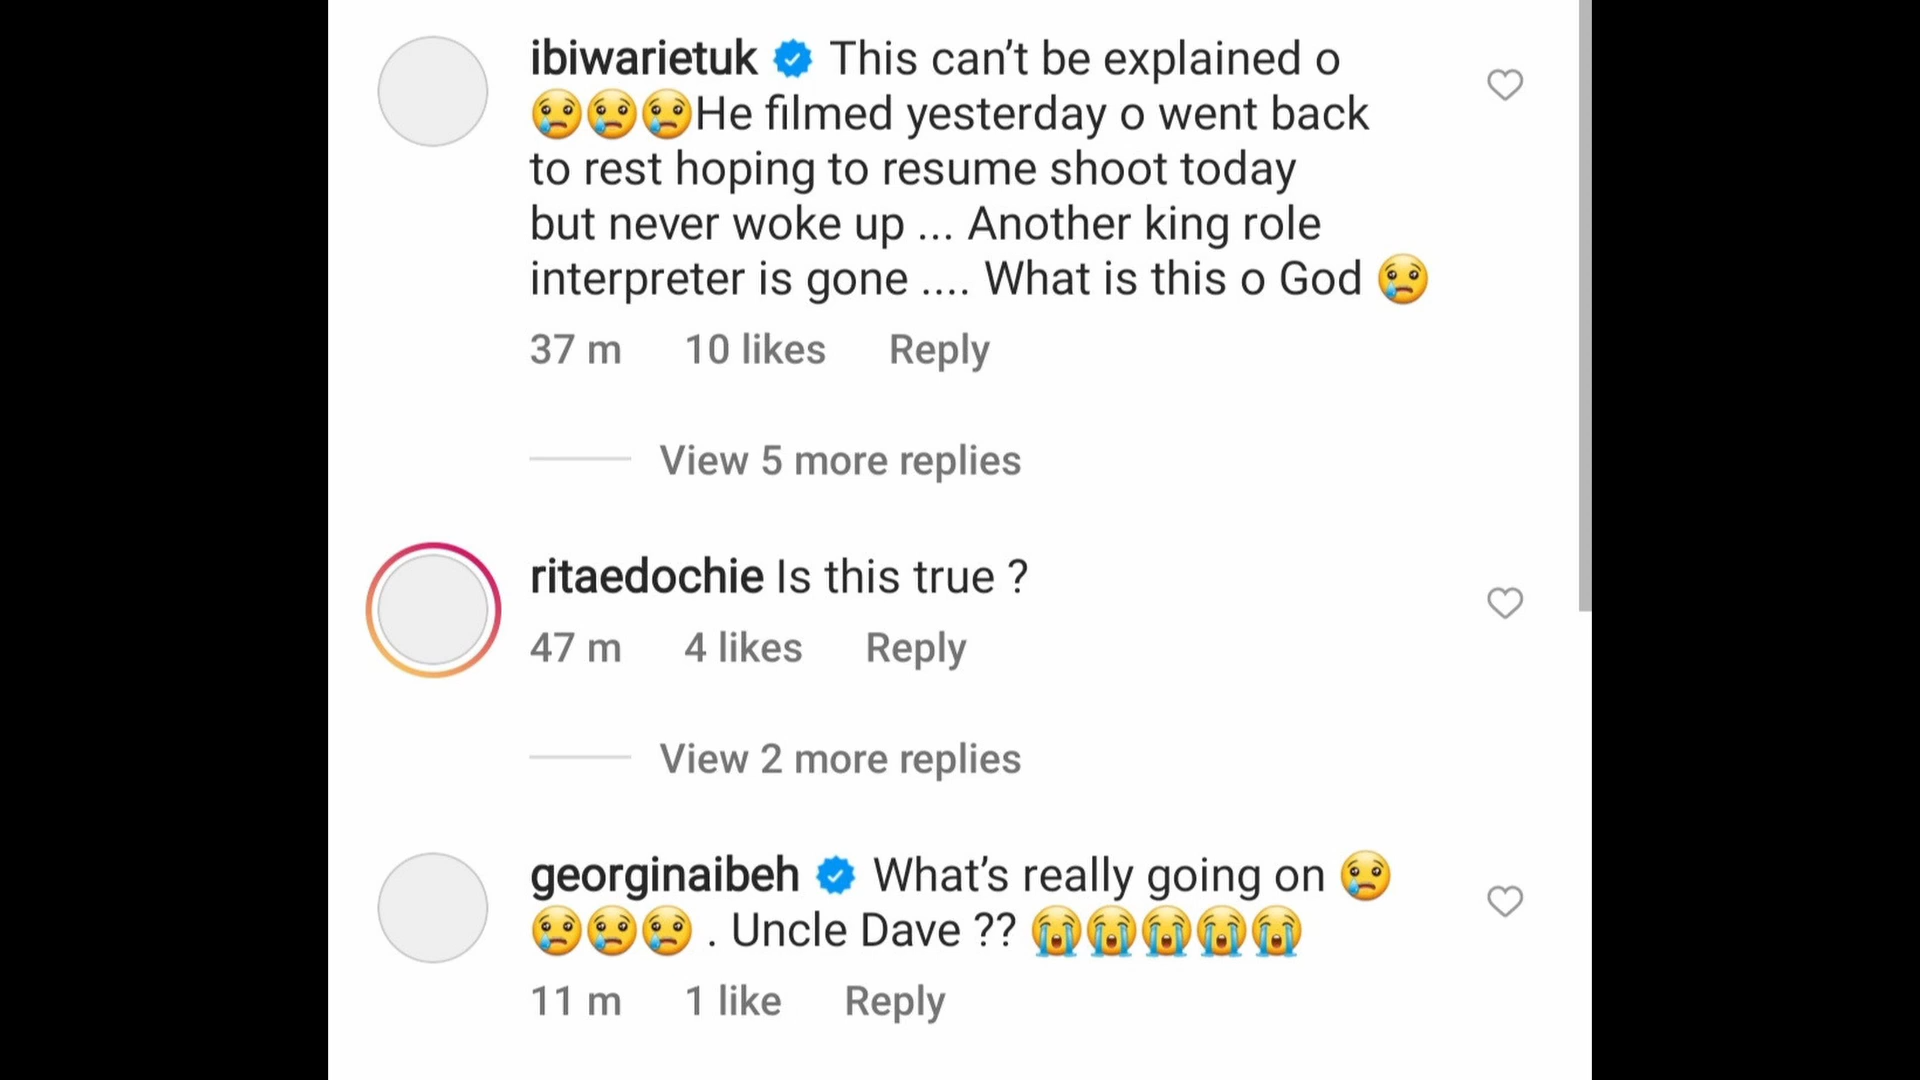 ibiwarietuk This can’t be explained o
😢😢😢He filmed yesterday o went back
to rest hoping to resume shoot today
but never woke up ... Another king role
interpreter is gone .... What is this o God 😢
37 m 10 likes Reply
View 5 more replies
ritaedochie Is this true ?
47 m 4 likes Reply
View 2 more replies
georginaibeh What’s really going on 😢
😢😢😢 . Uncle Dave ?? 😭😭😭😭😭
11 m 1 like Reply